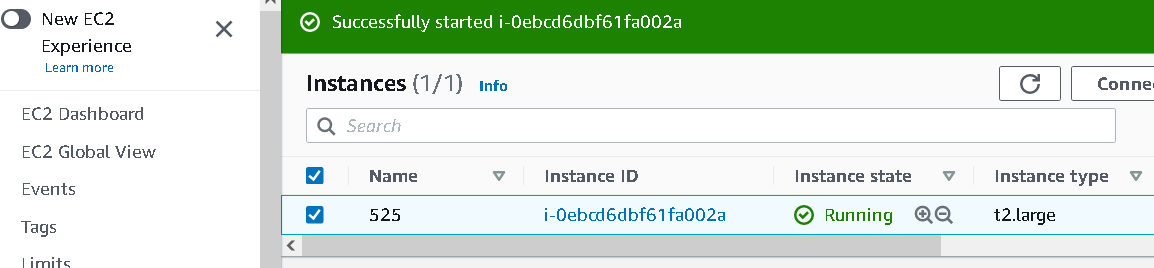 New EC2
Experience
Learn more
EC2 Dashboard
EC2 Global View
Events
Tags
Limits
Successfully started i-0ebcd6dbf61fa002a
Instances (1/1) Info
Search
Name Instance ID Instance state Instance type
525 i-0ebcd6dbf61fa002a Running t2.large